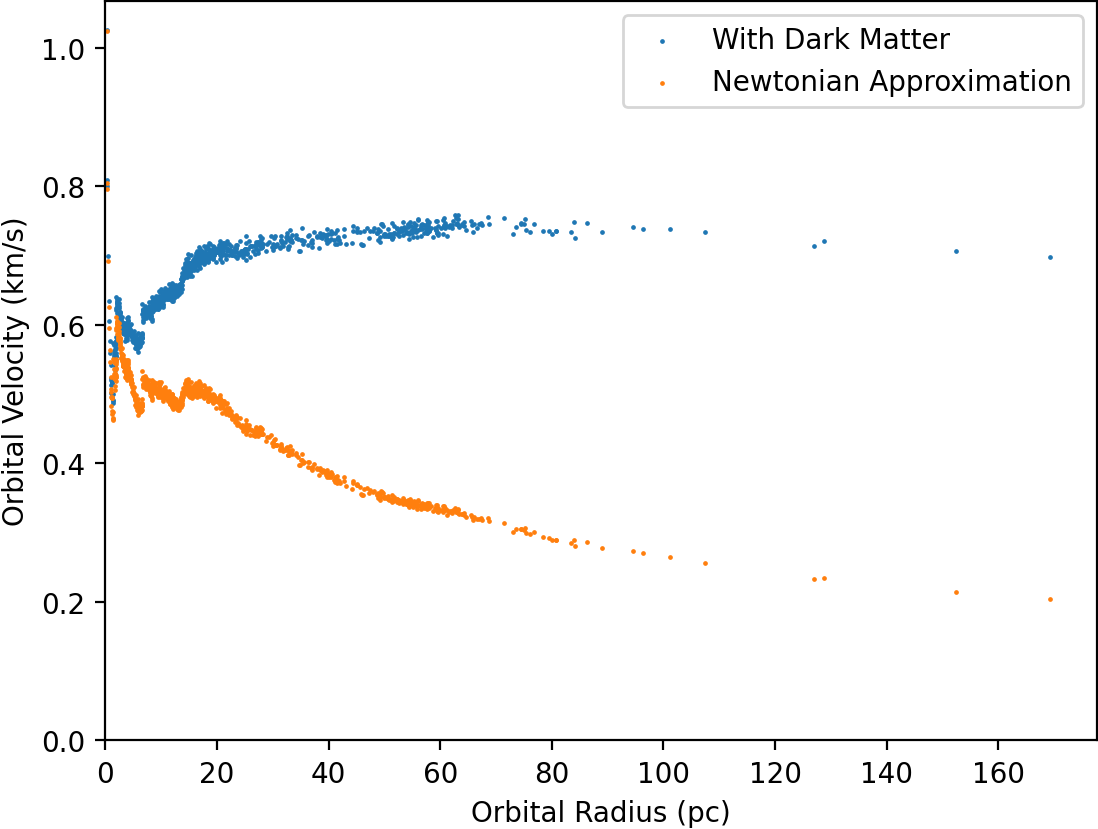 With Dark Matter
Newtonian Approximation
Orbital Velocity (km/s)
1.0
0.8
0.6
0.4
0.2
0.0
0 20 40 60 80 100 120 140 160
Orbital Radius (pc)